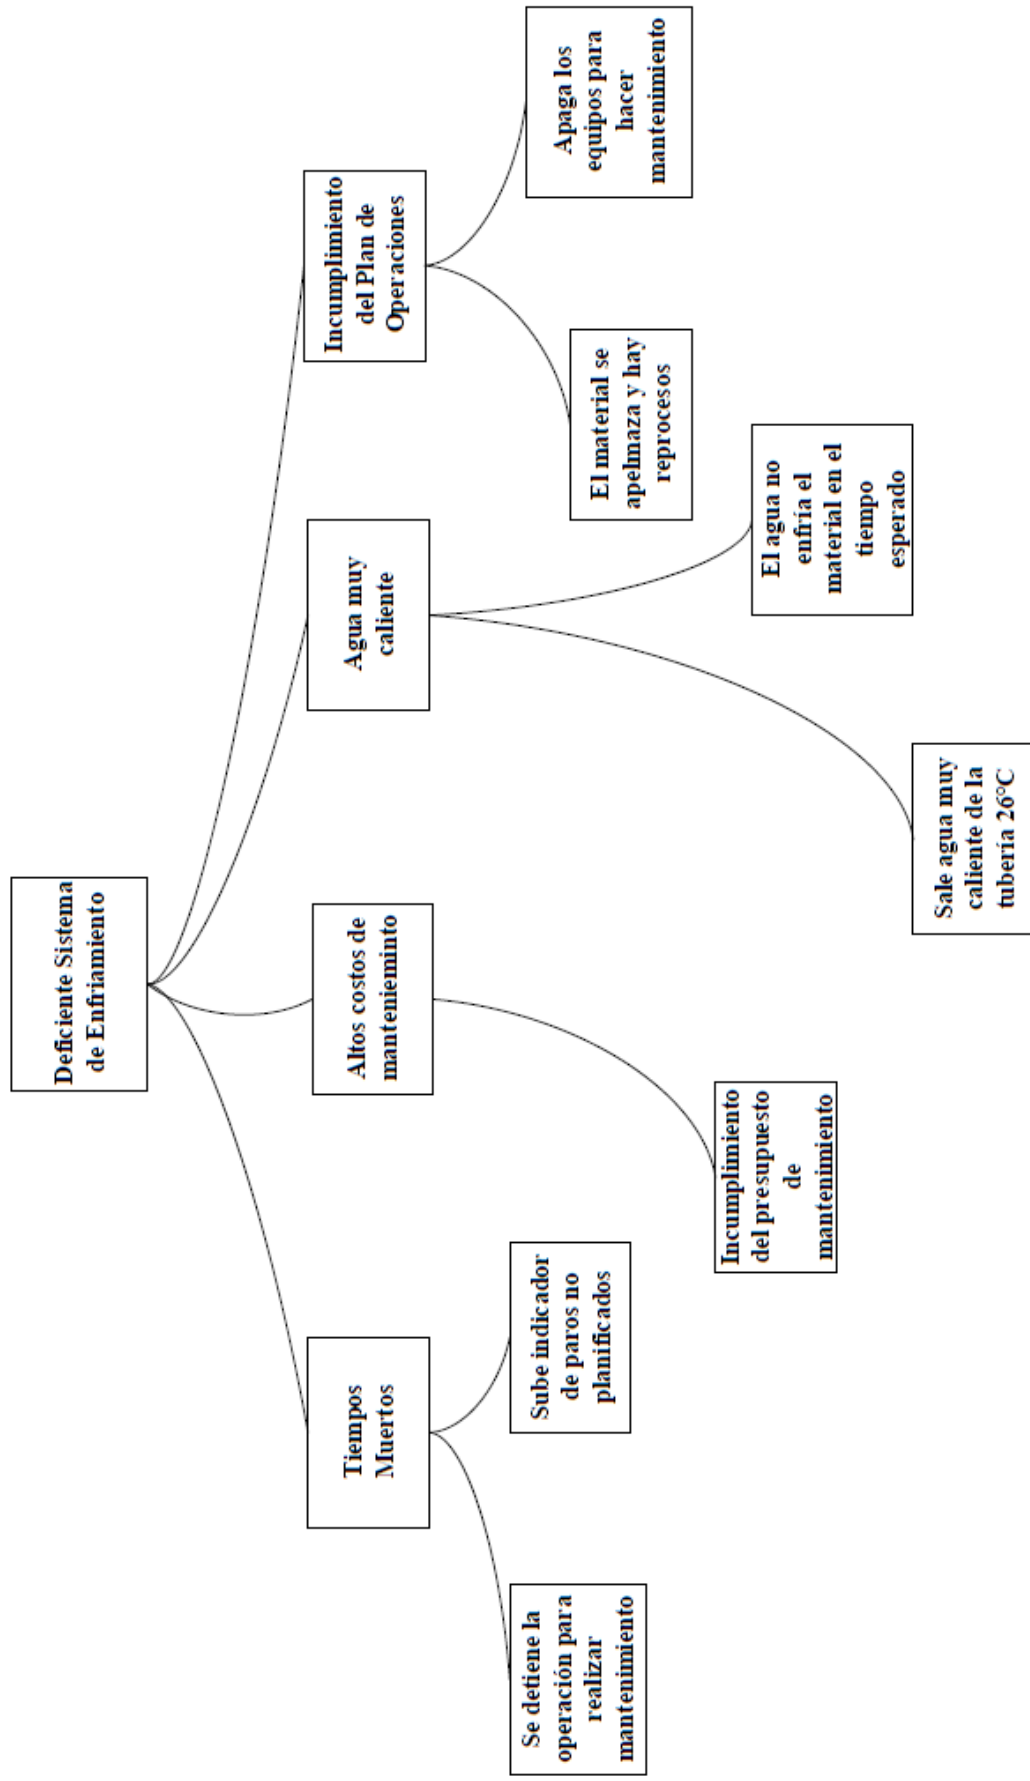 Deficiente Sistema
de Enfriamiento
Tiempos
Muertos
Altos costos de
mantenieminto
Agua muy
caliente
Incumplimiento
del Plan de
Operaciones
Se detiene la
operación para
realizar
mantenimiento
Sube indicador
de paros no
planificados
Incumplimiento
del presupuesto
de
mantenimiento
Sale agua muy
caliente de la
tubería 26°C
El agua no
enfría el
material en el
tiempo
esperado
El material se
apelmaza y hay
reprocesos
Apaga los
equipos para
hacer
mantenimiento